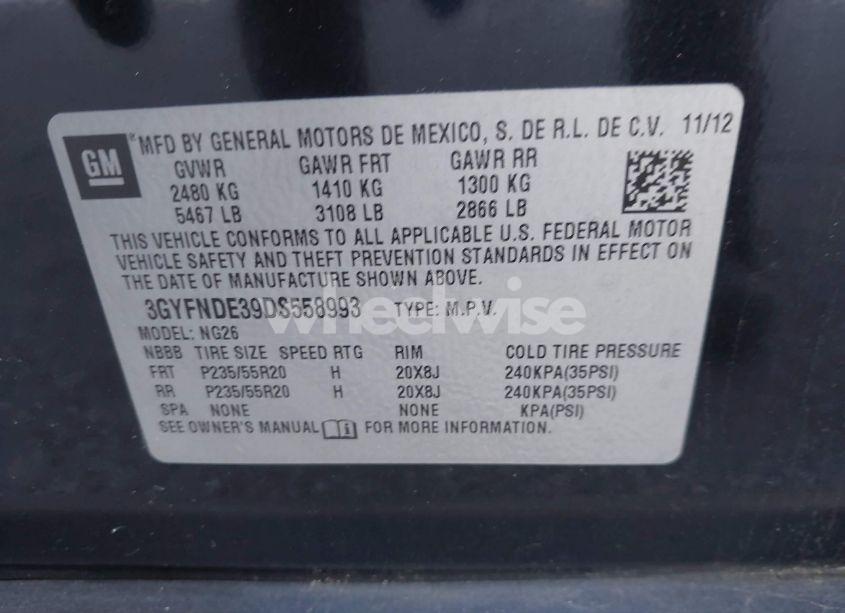 GM
®MFD BY GENERAL MOTORS DE MEXICO, S. DE R.L. DE C.V. 11/12
GVWR GAWR FRT GAWR RR
2480 KG 1410 KG 1300 KG
5467 LB 3108 LB 2866 LB
THIS VEHICLE CONFORMS TO ALL APPLICABLE U.S. FEDERAL MOTOR
VEHICLE SAFETY AND THEFT PREVENTION STANDARDS IN EFFECT ON
THE DATE OF MANUFACTURE SHOWN ABOVE.
3GYFNDE39DS558993 TYPE: M.P.V.
wheelwise
MODEL: NG26
NBBB TIRE SIZE SPEED RTG RIM COLD TIRE PRESSURE
FRT P235/55R20 H 20X8J 240KPA(35PSI)
RR P235/55R20 H 20X8J 240KPA(35PSI)
SPA NONE NONE KPA(PSI)
SEE OWNER'S MANUAL i FOR MORE INFORMATION.